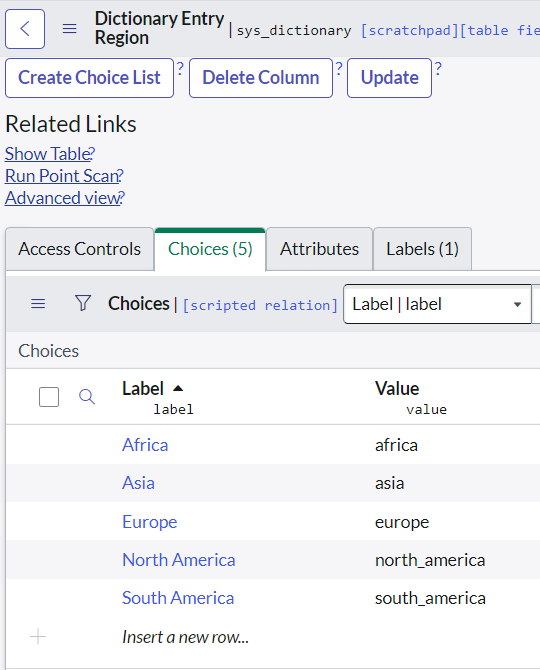 Dictionary Entry
Region
| sys_dictionary [scratchpad][table fie
Create Choice List ? Delete Column ? Update ?
Related Links
Show Table?
Run Point Scan?
Advanced view?
Access Controls Choices (5) Attributes Labels (1)
Choices | [scripted relation] Label | label
Choices
Label Value
label value
Africa africa
Asia asia
Europe europe
North America north_america
South America south_america
Insert a new row...